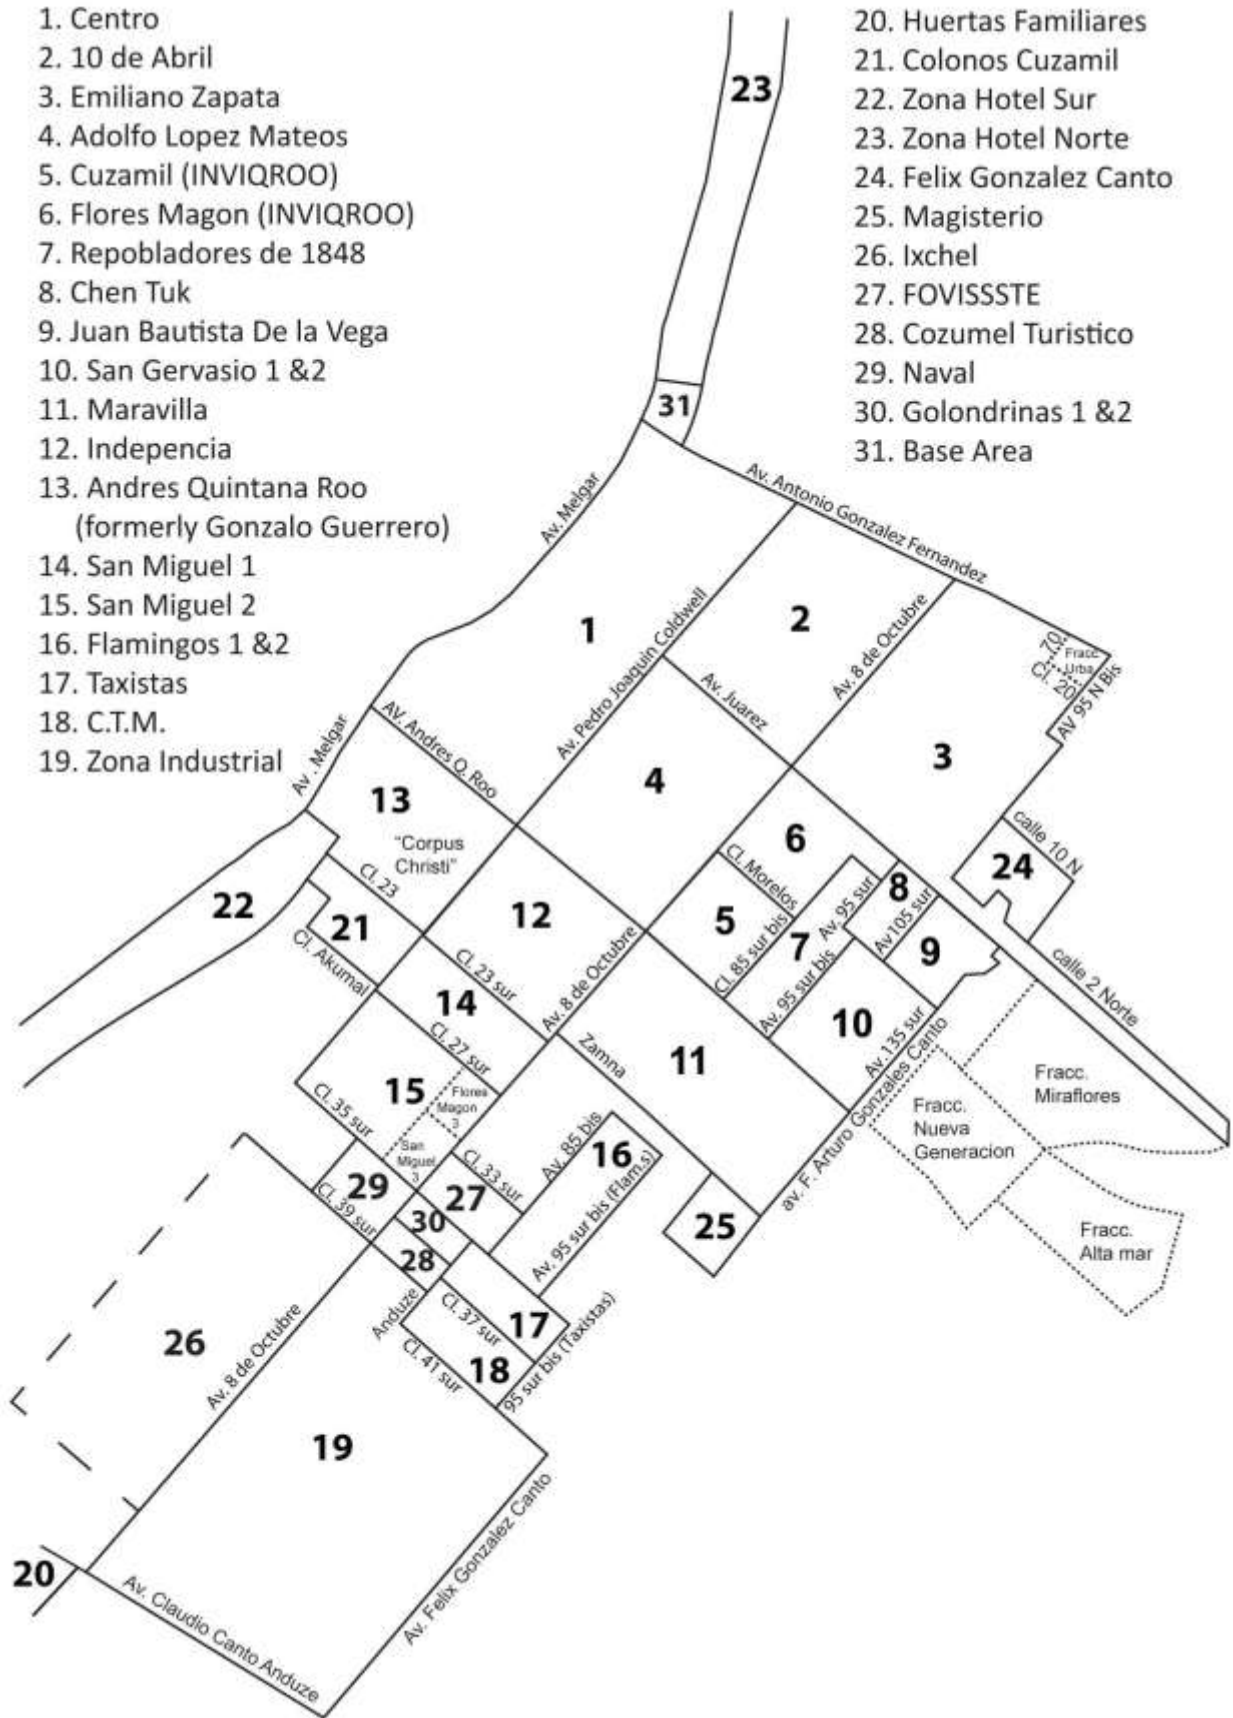 1. Centro
2. 10 de Abril
3. Emiliano Zapata
4. Adolfo Lopez Mateos
5. Cuzamil (INVIQROO)
6. Flores Magon (INVIQROO)
7. Repobladores de 1848
8. Chen Tuk
9. Juan Bautista De la Vega
10. San Gervasio 1 &2
11. Maravilla
12. Indepencia
13. Andres Quintana Roo
(formerly Gonzalo Guerrero)
14. San Miguel 1
15. San Miguel 2
16. Flamingos 1 &2
17. Taxistas
18. C.T.M.
19. Zona Industrial
20. Huertas Familiares
21. Colonos Cuzamil
22. Zona Hotel Sur
23. Zona Hotel Norte
24. Felix Gonzalez Canto
25. Magisterio
26. Ixchel
27. FOVISSSTE
28. Cozumel Turistico
29. Naval
30. Golondrinas 1 &2
31. Base Area
23
31
Av. Melgar
Av. Antonio Gonzalez Fernandez
1
2
Av. Pedro Joaquin Coldwell
Av. 8 de Octubre
70
Fracc.
Urba.
Cl. 20
AV 95 N Bis
Av. Juarez
3
Av . Melgar
AV. Andres Q. Roo
4
13
"Corpus
Christi"
Cl. 23
6
Cl. Morelos
calle 10 N
24
8
22
21
12
5
Cl. 85 sur bis
7
Av. 95 sur
Av 105 sur
9
Cl. Akumal
Cl. 23 sur
Av. 8 de Octubre
Av. 95 sur bis
calle 2 Norte
14
Cl. 27 sur
Zamna
11
10
Av. 135 sur
av. F. Arturo Gonzales Canto
15
Flores
Magon
3
Fracc.
Miraflores
Fracc.
Nueva
Generacion
Cl. 35 sur
San
Miguel
3
Cl. 33 sur
Av. 85 bis
16
Av. 95 sur bis (Flam.s)
29
Cl. 39 sur
27
30
25
Fracc.
Alta mar
28
Anduze
Cl. 37 sur
17
95 sur bis (Taxistas)
26
Av. 8 de Octubre
Cl. 41 sur
18
19
20
Av. Claudio Canto Anduze
Av. Felix Gonzalez Canto